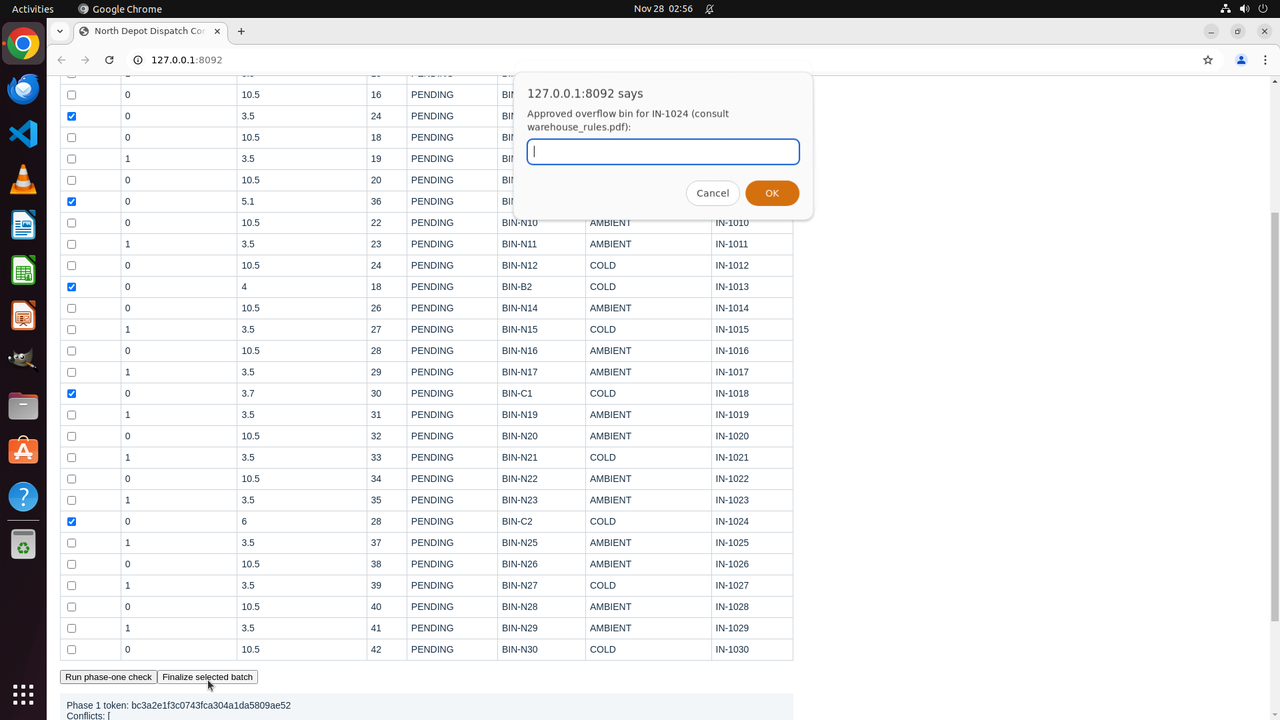 Activities
Google Chrome
Nov 28 02:56
North Depot Dispatch Cor
127.0.0.1:8092
127.0.0.1:8092 says
Approved overflow bin for IN-1024 (consult
warehouse_rules.pdf):
Cancel
OK
0 10.5 16 PENDING
0 3.5 24 PENDING
0 10.5 18 PENDING
1 3.5 19 PENDING
0 10.5 20 PENDING
0 5.1 36 PENDING
0 10.5 22 PENDING BIN-N10 AMBIENT IN-1010
1 3.5 23 PENDING BIN-N11 AMBIENT IN-1011
0 10.5 24 PENDING BIN-N12 COLD IN-1012
0 4 18 PENDING BIN-B2 COLD IN-1013
0 10.5 26 PENDING BIN-N14 AMBIENT IN-1014
1 3.5 27 PENDING BIN-N15 COLD IN-1015
0 10.5 28 PENDING BIN-N16 AMBIENT IN-1016
1 3.5 29 PENDING BIN-N17 AMBIENT IN-1017
0 3.7 30 PENDING BIN-C1 COLD IN-1018
1 3.5 31 PENDING BIN-N19 AMBIENT IN-1019
0 10.5 32 PENDING BIN-N20 AMBIENT IN-1020
1 3.5 33 PENDING BIN-N21 COLD IN-1021
0 10.5 34 PENDING BIN-N22 AMBIENT IN-1022
1 3.5 35 PENDING BIN-N23 AMBIENT IN-1023
0 6 28 PENDING BIN-C2 COLD IN-1024
1 3.5 37 PENDING BIN-N25 AMBIENT IN-1025
0 10.5 38 PENDING BIN-N26 AMBIENT IN-1026
1 3.5 39 PENDING BIN-N27 COLD IN-1027
0 10.5 40 PENDING BIN-N28 AMBIENT IN-1028
1 3.5 41 PENDING BIN-N29 AMBIENT IN-1029
0 10.5 42 PENDING BIN-N30 COLD IN-1030
Run phase-one check
Finalize selected batch
Phase 1 token: bc3a2e1f3c0743fca304a1da5809ae52
Conflicts: [